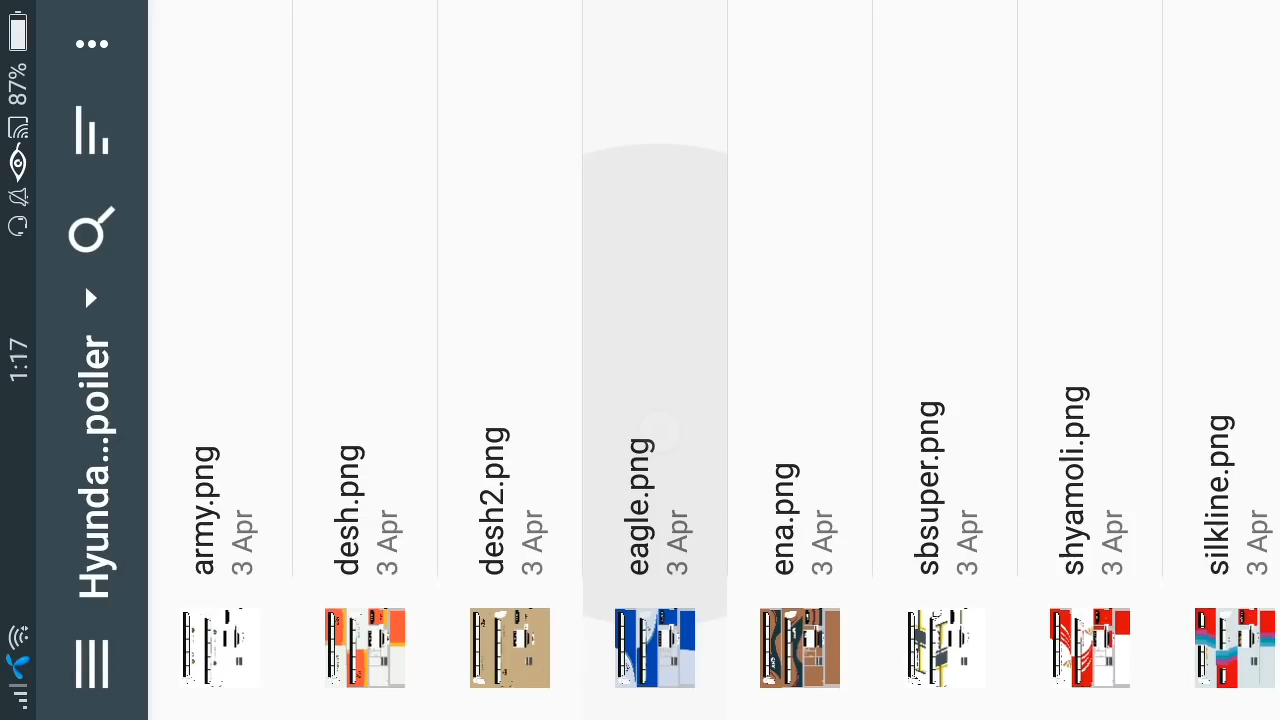 1:17
87%
Hyunda...poiler
army.png
3 Apr
desh.png
3 Apr
desh2.png
3 Apr
eagle.png
3 Apr
ena.png
3 Apr
sbsuper.png
3 Apr
shyamoli.png
3 Apr
silkline.png
3 Apr